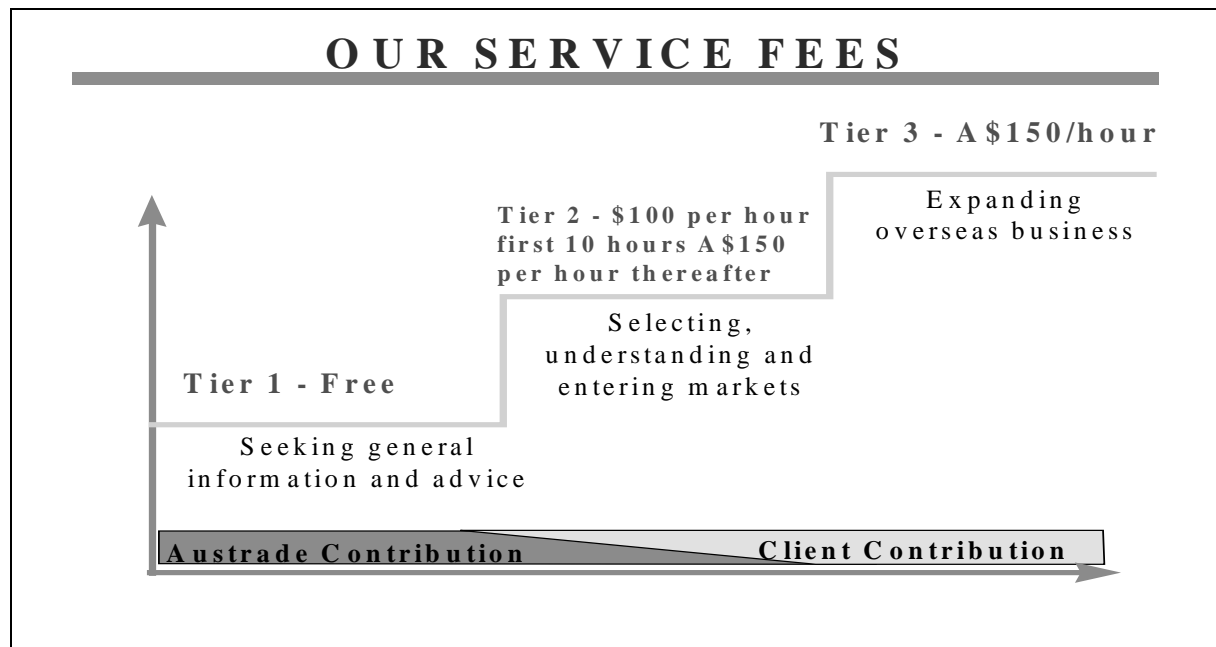 OUR SERVICE FEES
Tier 3 - A$150/hour
Expanding
overseas business
Tier 2 - $100 per hour
first 10 hours A$150
per hour thereafter
Selecting,
understanding and
entering markets
Tier 1 - Free
Seeking general
information and advice
Austrade Contribution
Client Contribution